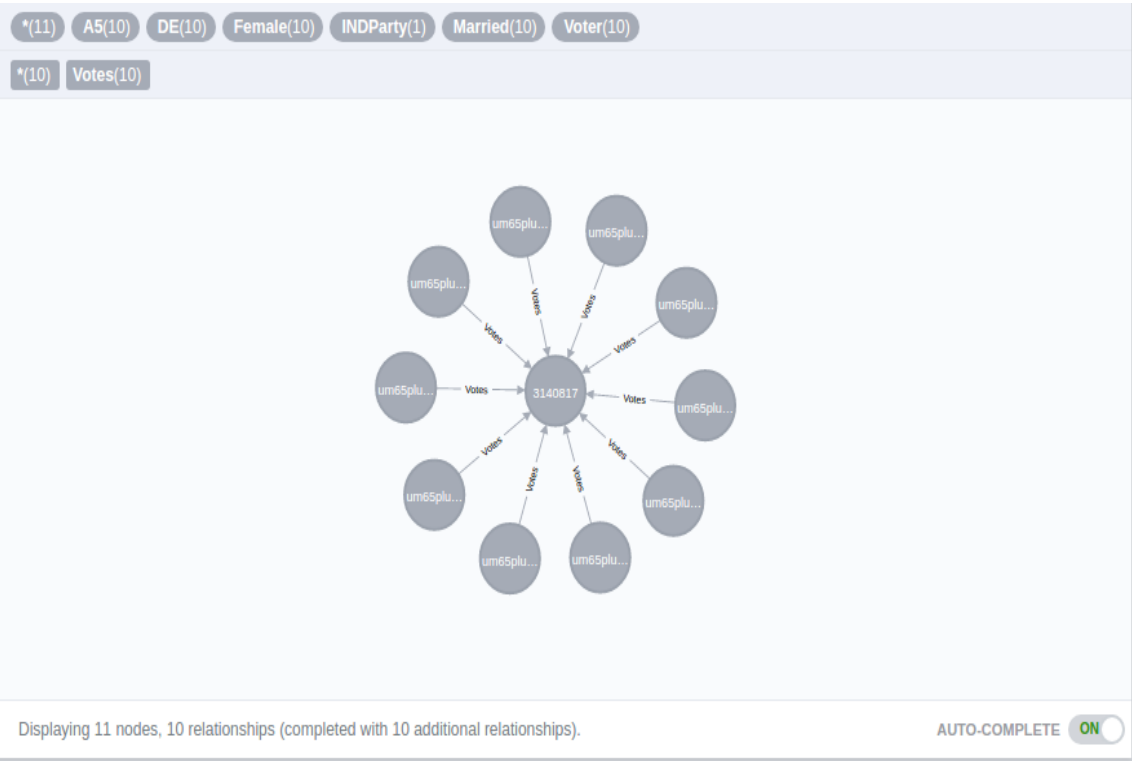 *(11) A5(10) DE(10) Female(10) INDParty(1) Married(10) Voter(10)
*(10) Votes(10)
um65plu...
um65plu...
um65plu...
um65plu...
Votes
Votes
Votes
Votes
um65plu...
Votes
3140817
Votes
um65plu...
Votes
Votes
Votes
Votes
um65plu...
um65plu...
um65plu...
um65plu...
Displaying 11 nodes, 10 relationships (completed with 10 additional relationships).
AUTO-COMPLETE ON